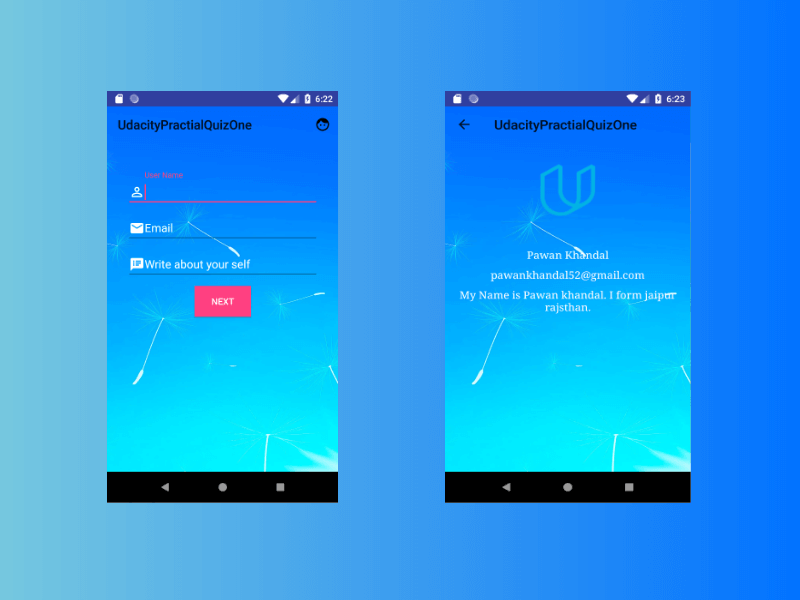 6:22
UdacityPractialQuizOne
User Name
Email
Write about your self
NEXT
6:23
UdacityPractialQuizOne
Pawan Khandal
pawankhandal52@gmail.com
My Name is Pawan khandal. I form jaipur
rajsthan.